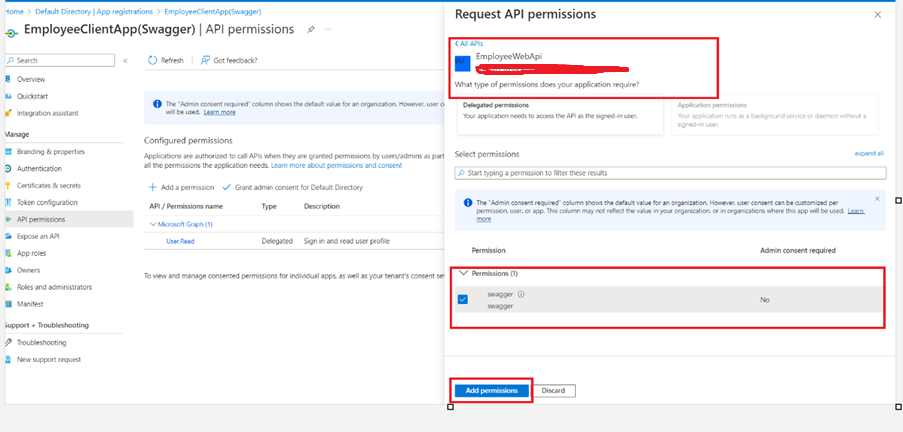 Home > Default Directory | App registrations > EmployeeClientApp(Swagger)
EmployeeClientApp(Swagger) | API permissions
Search
Overview
Quickstart
Integration assistant
Manage
Branding & properties
Authentication
Certificates & secrets
Token configuration
API permissions
Expose an API
App roles
Owners
Roles and administrators
Manifest
Support + Troubleshooting
Troubleshooting
New support request
Refresh
Got feedback?
The "Admin consent required" column shows the default value for an organization. However, user co
will be used. Learn more
Configured permissions
Applications are authorized to call APIs when they are granted permissions by users/admins as part
all the permissions the application needs. Learn more about permissions and consent
Add a permission
Grant admin consent for Default Directory
API / Permissions name Type Description
Microsoft Graph (1)
User.Read Delegated Sign in and read user profile
To view and manage consented permissions for individual apps, as well as your tenant's consent set
Request API permissions
All APIs
EmployeeWebApi
What type of permissions does your application require?
Delegated permissions
Your application needs to access the API as the signed-in user.
Application permissions
Your application runs as a background service or daemon without a
signed-in user.
Select permissions
expand all
Start typing a permission to filter these results
The "Admin consent required" column shows the default value for an organization. However, user consent can be customized per
permission, user, or app. This column may not reflect the value in your organization, or in organizations where this app will be used. Learn
more
Permission Admin consent required
Permissions (1)
swagger
swagger
No
Add permissions
Discard